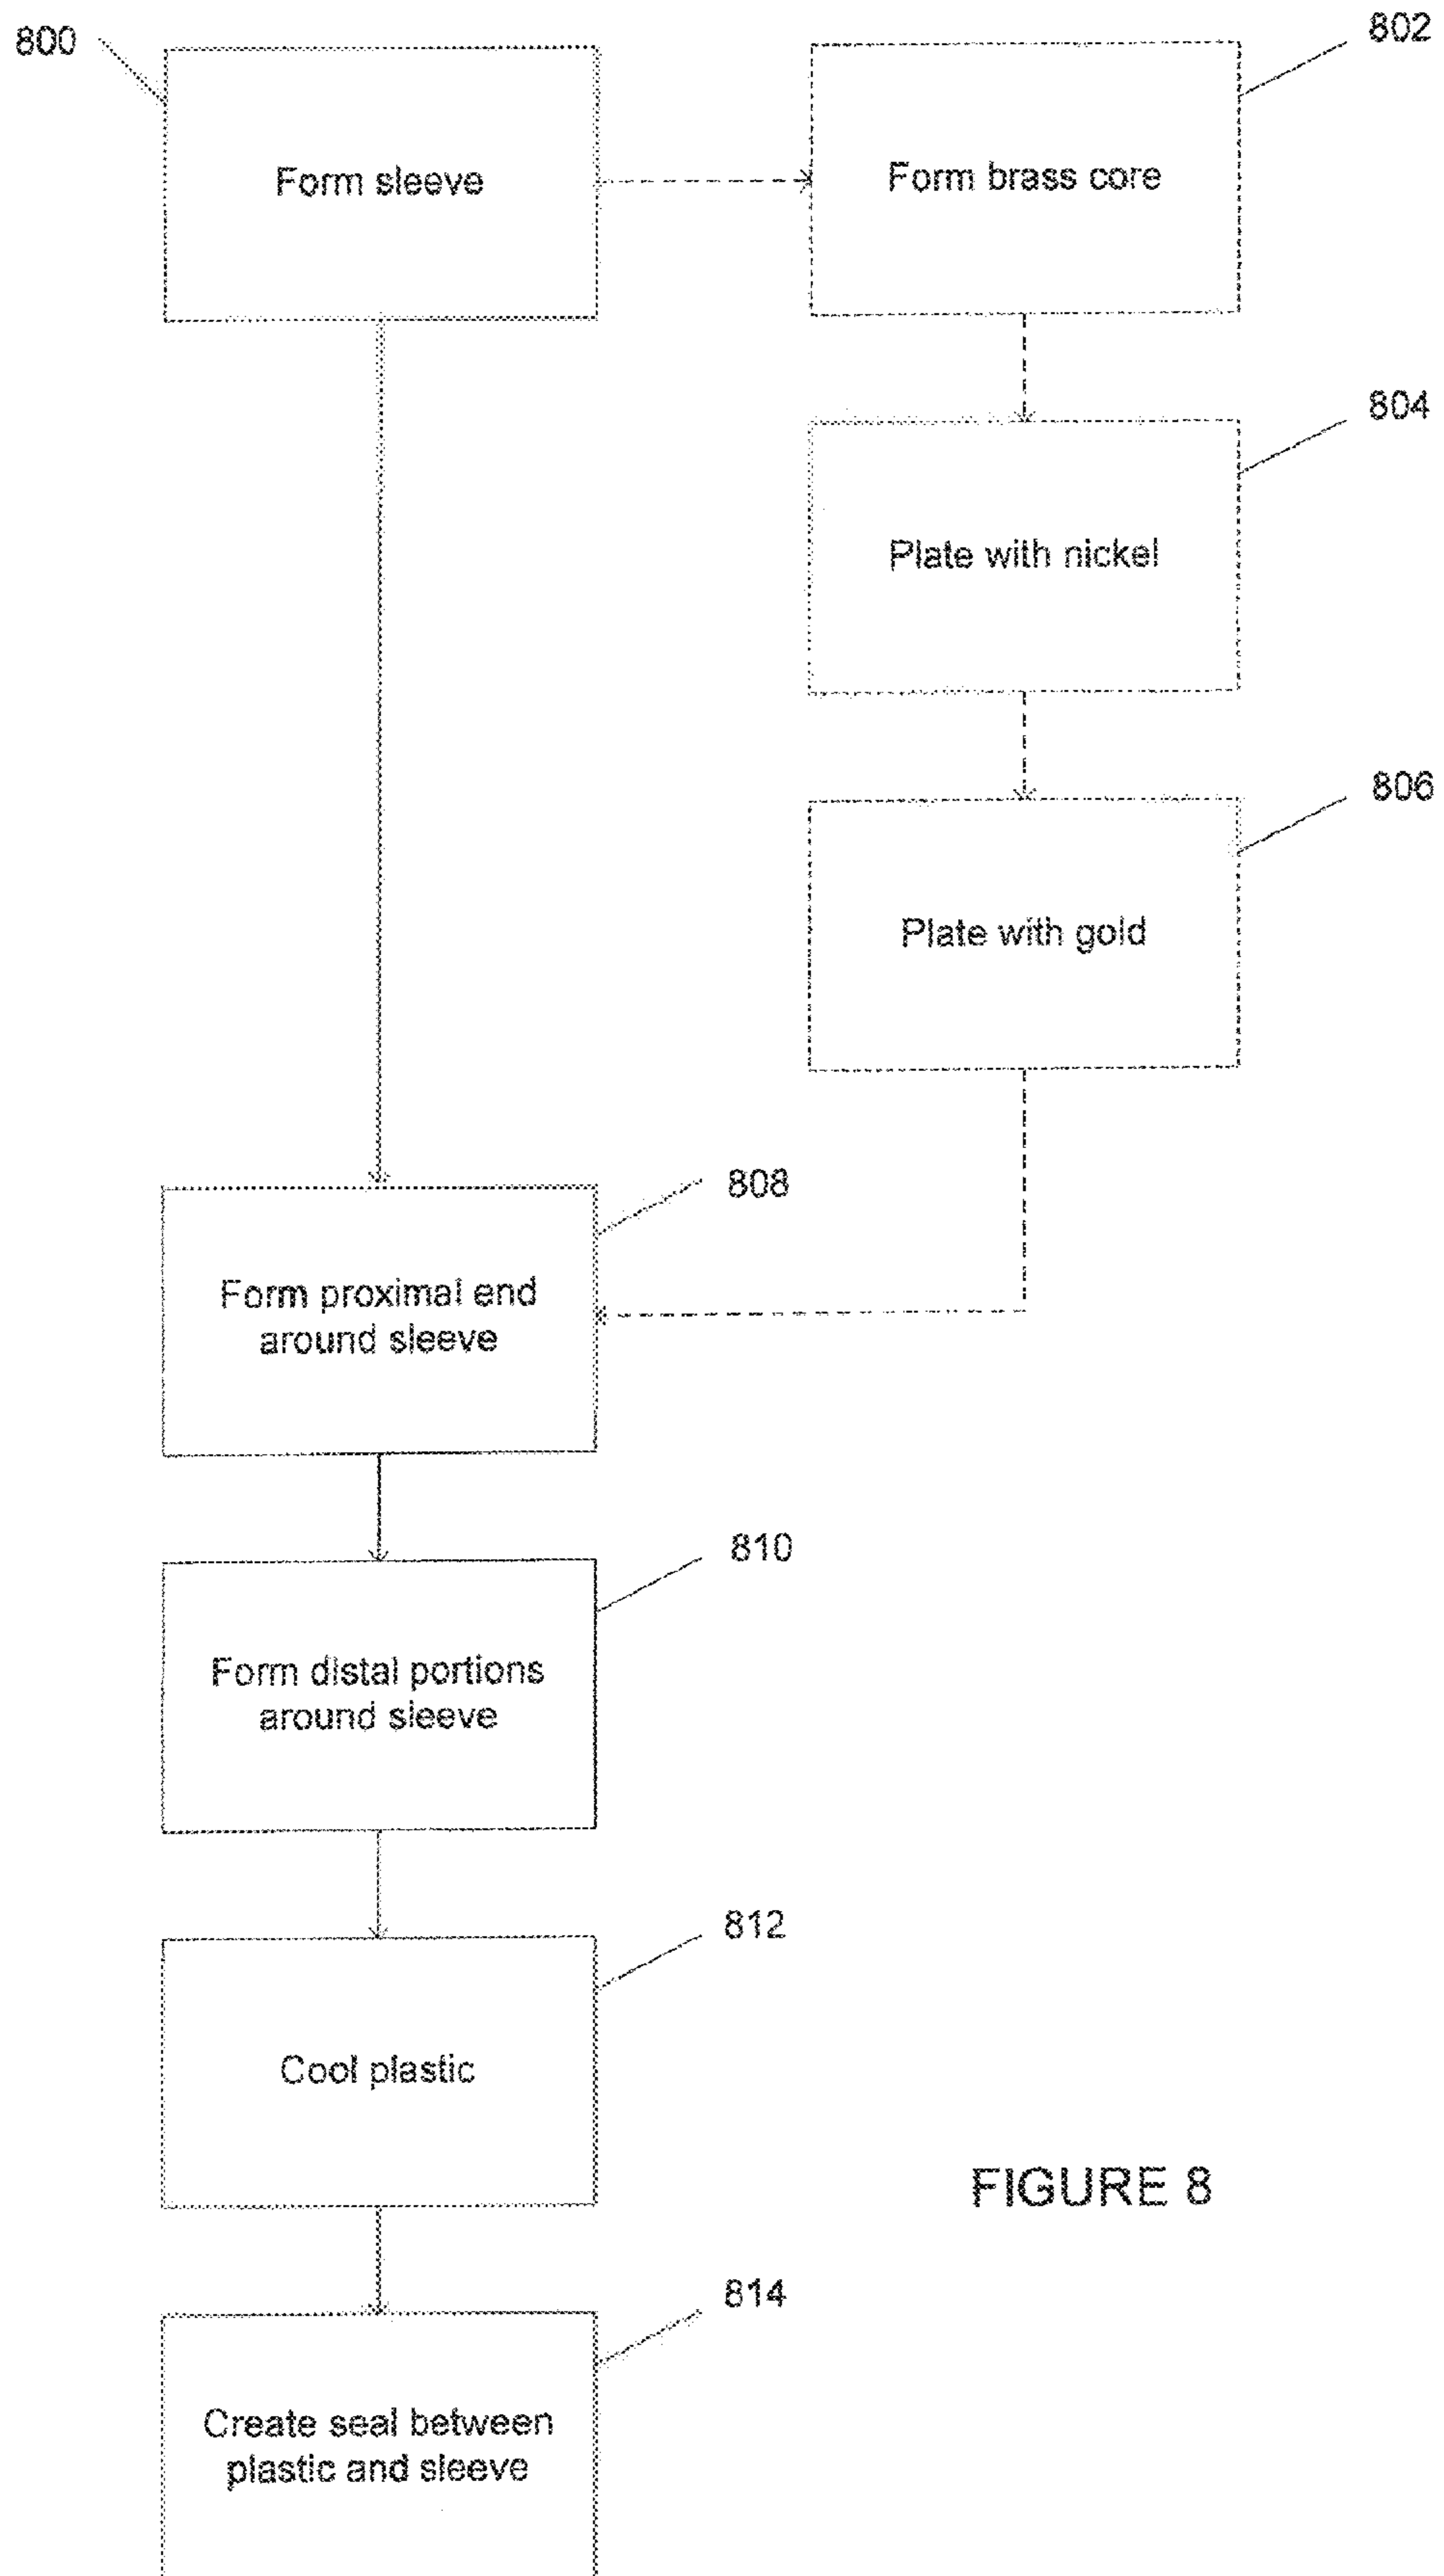 800
802
Form sleeve
Form brass core
804
Plate with nickel
806
Plate with gold
808
Form proximal end
around sleeve
810
Form distal portions
around sleeve
812
Cool plastic
FIGURE 8
814
Create seal between
plastic and sleeve